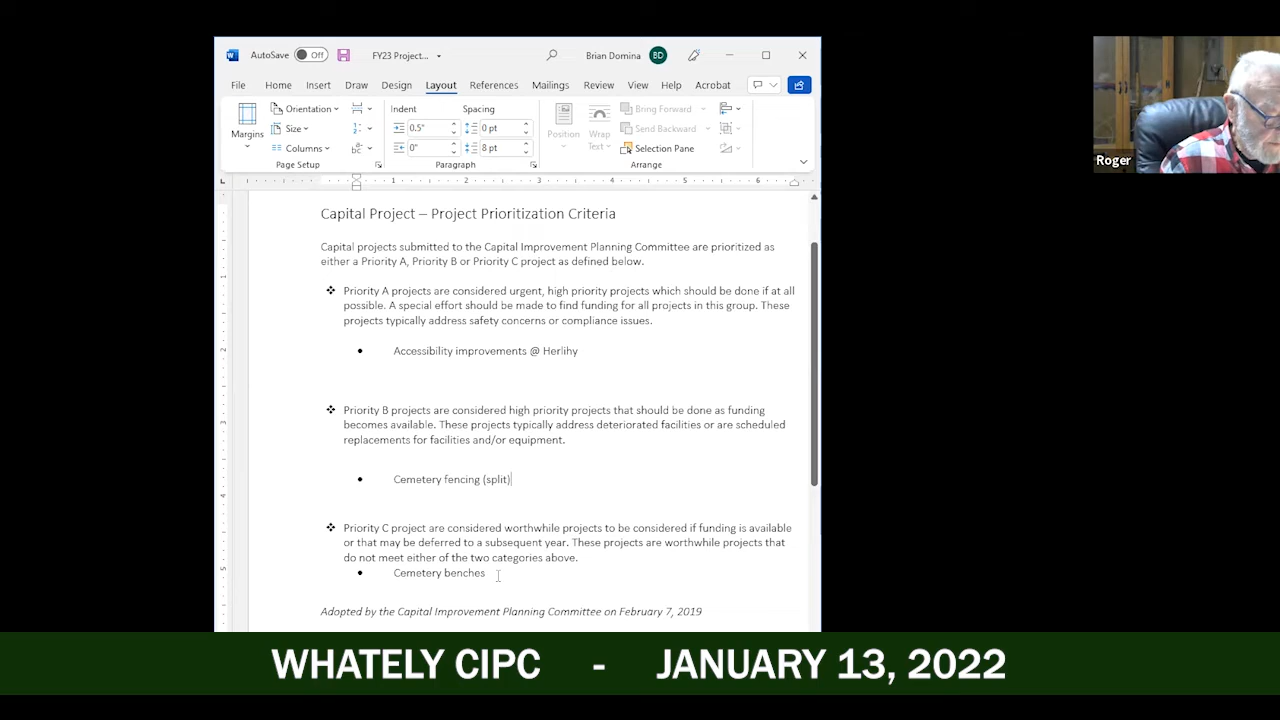 AutoSave Off FY23 Project... Brian Domina BD
File Home Insert Draw Design Layout References Mailings Review View Help Acrobat
Margins Orientation Size Columns Page Setup
Indent Spacing
0.5" 0 pt
0" 8 pt
Paragraph
Position Wrap Text Bring Forward Send Backward Selection Pane Arrange
1 2 3 4 5 6
Capital Project – Project Prioritization Criteria
Capital projects submitted to the Capital Improvement Planning Committee are prioritized as
either a Priority A, Priority B or Priority C project as defined below.
❖ Priority A projects are considered urgent, high priority projects which should be done if at all
possible. A special effort should be made to find funding for all projects in this group. These
projects typically address safety concerns or compliance issues.
• Accessibility improvements @ Herlihy
❖ Priority B projects are considered high priority projects that should be done as funding
becomes available. These projects typically address deteriorated facilities or are scheduled
replacements for facilities and/or equipment.
• Cemetery fencing (split)
❖ Priority C project are considered worthwhile projects to be considered if funding is available
or that may be deferred to a subsequent year. These projects are worthwhile projects that
do not meet either of the two categories above.
• Cemetery benches
Adopted by the Capital Improvement Planning Committee on February 7, 2019
Roger
WHATELY CIPC - JANUARY 13, 2022